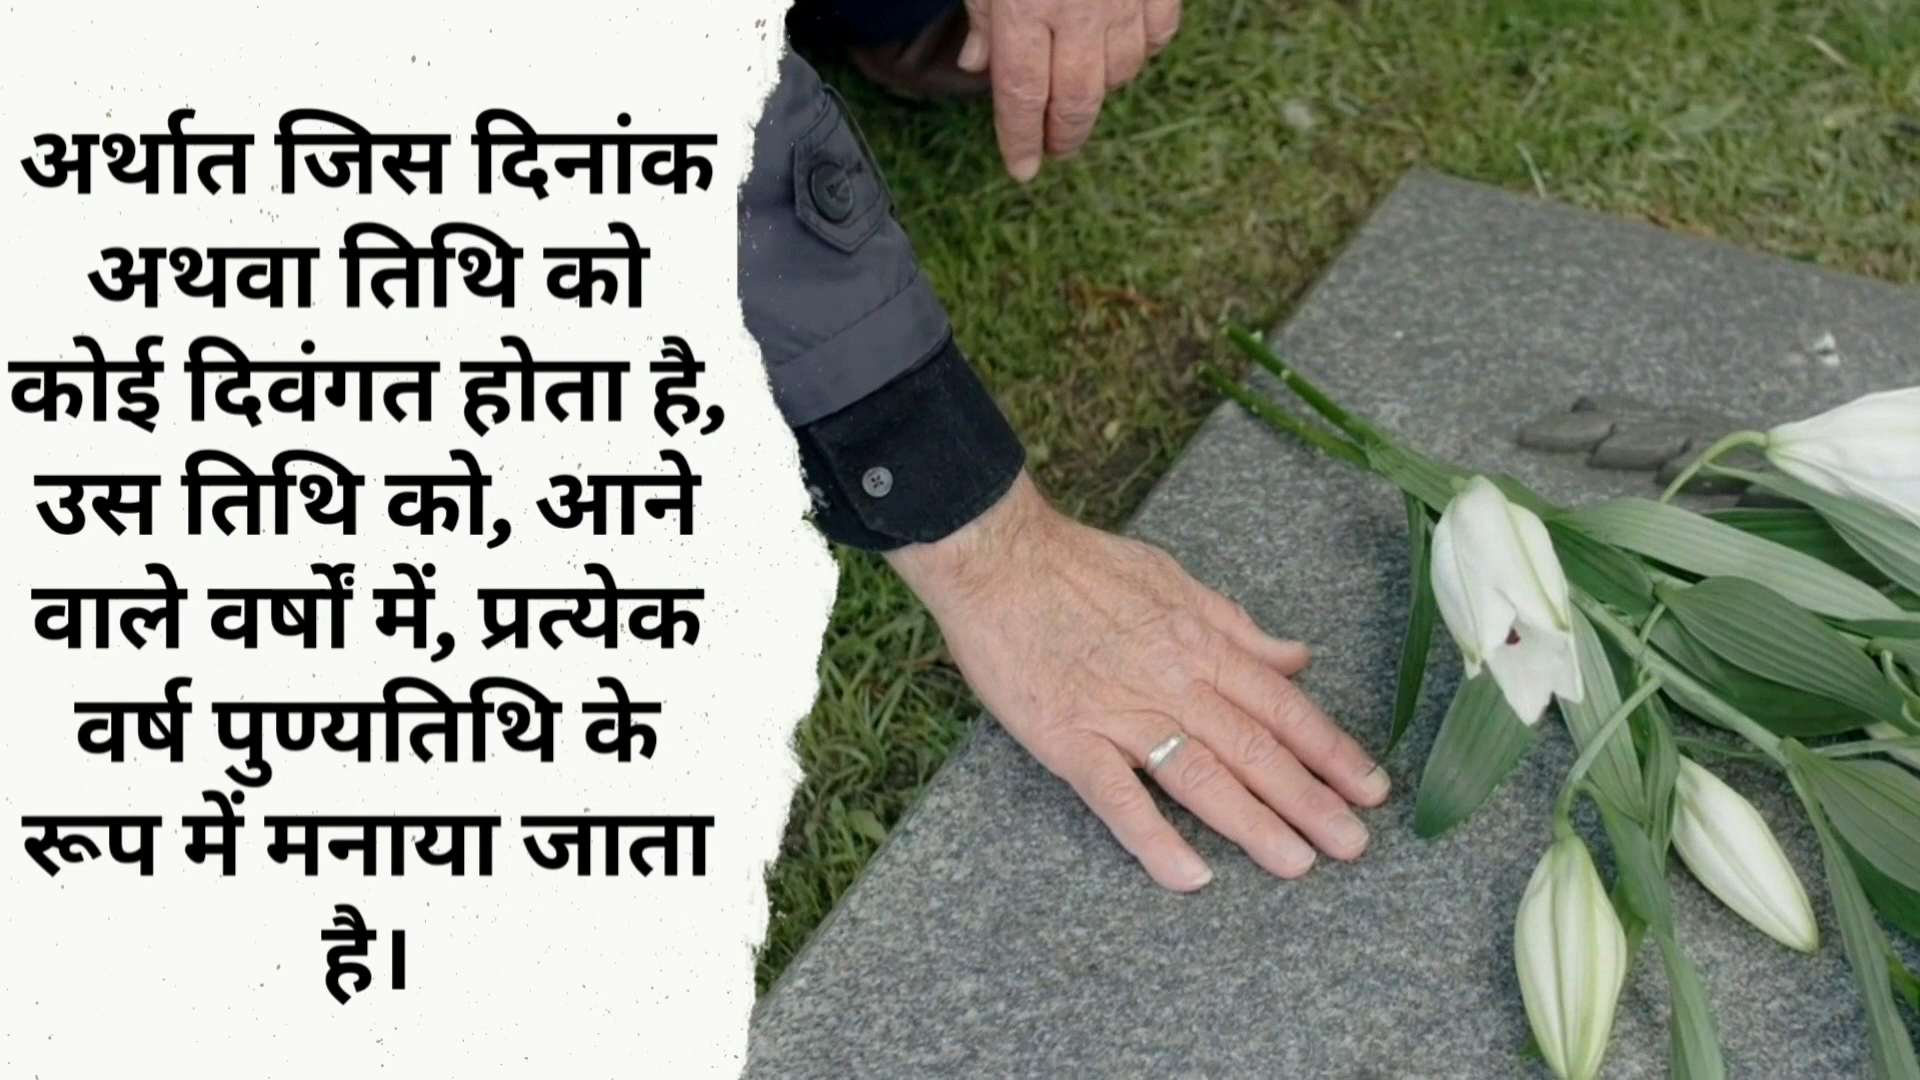 अर्थात जिस दिनांक
अथवा तिथि को
कोई दिवंगत होता है,
उस तिथि को, आने
वाले वर्षों में, प्रत्येक
वर्ष पुण्यतिथि के
रूप में मनाया जाता
है।